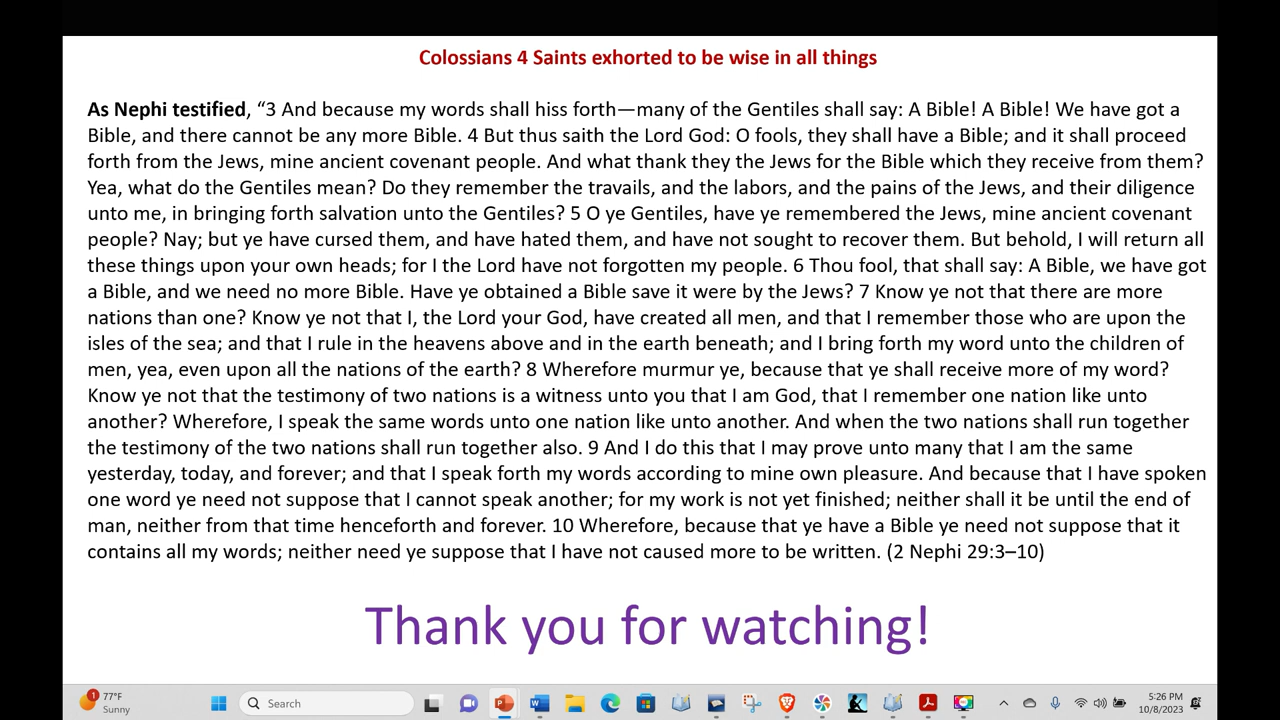 Colossians 4 Saints exhorted to be wise in all things
As Nephi testified, “3 And because my words shall hiss forth—many of the Gentiles shall say: A Bible! A Bible! We have got a
Bible, and there cannot be any more Bible. 4 But thus saith the Lord God: O fools, they shall have a Bible; and it shall proceed
forth from the Jews, mine ancient covenant people. And what thank they the Jews for the Bible which they receive from them?
Yea, what do the Gentiles mean? Do they remember the travails, and the labors, and the pains of the Jews, and their diligence
unto me, in bringing forth salvation unto the Gentiles? 5 O ye Gentiles, have ye remembered the Jews, mine ancient covenant
people? Nay; but ye have cursed them, and have hated them, and have not sought to recover them. But behold, I will return all
these things upon your own heads; for I the Lord have not forgotten my people. 6 Thou fool, that shall say: A Bible, we have got
a Bible, and we need no more Bible. Have ye obtained a Bible save it were by the Jews? 7 Know ye not that there are more
nations than one? Know ye not that I, the Lord your God, have created all men, and that I remember those who are upon the
isles of the sea; and that I rule in the heavens above and in the earth beneath; and I bring forth my word unto the children of
men, yea, even upon all the nations of the earth? 8 Wherefore murmur ye, because that ye shall receive more of my word?
Know ye not that the testimony of two nations is a witness unto you that I am God, that I remember one nation like unto
another? Wherefore, I speak the same words unto one nation like unto another. And when the two nations shall run together
the testimony of the two nations shall run together also. 9 And I do this that I may prove unto many that I am the same
yesterday, today, and forever; and that I speak forth my words according to mine own pleasure. And because that I have spoken
one word ye need not suppose that I cannot speak another; for my work is not yet finished; neither shall it be until the end of
man, neither from that time henceforth and forever. 10 Wherefore, because that ye have a Bible ye need not suppose that it
contains all my words; neither need ye suppose that I have not caused more to be written. (2 Nephi 29:3–10)
Thank you for watching!
1
77°F
Sunny
Search
5:26 PM
10/8/2023